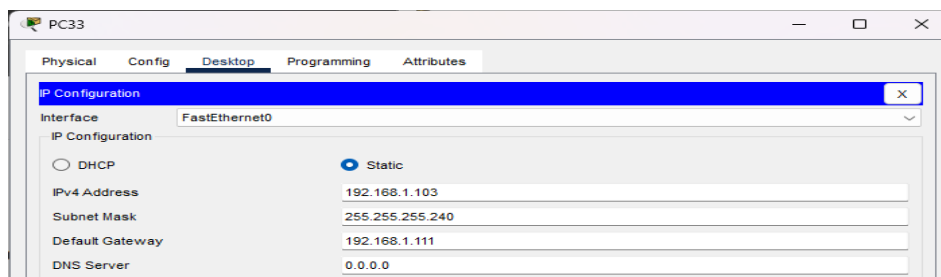 PC33
Physical Config Desktop Programming Attributes
IP Configuration X
Interface FastEthernet0
IP Configuration
DHCP Static
IPv4 Address 192.168.1.103
Subnet Mask 255.255.255.240
Default Gateway 192.168.1.111
DNS Server 0.0.0.0